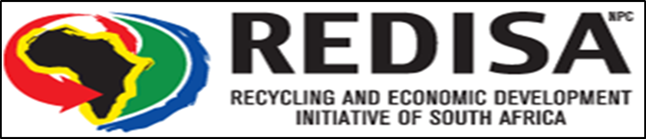 REDISA NPC
RECYCLING AND ECONOMIC DEVELOPMENT
INITIATIVE OF SOUTH AFRICA